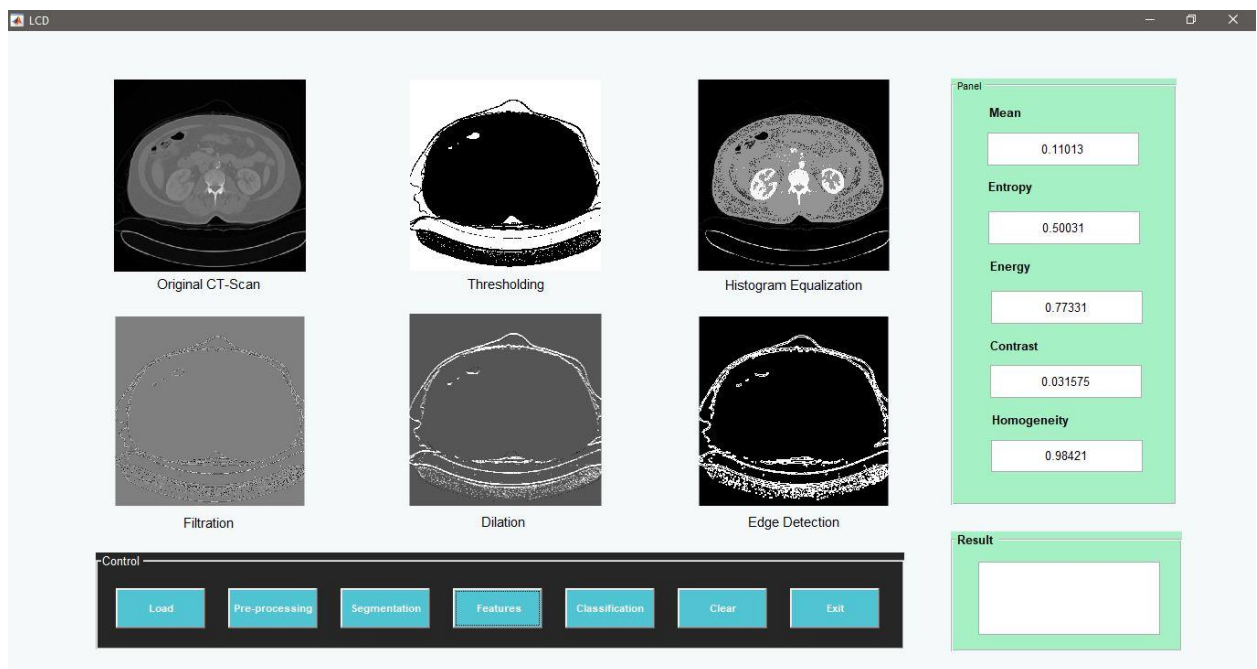 LCD
Original CT-Scan
Thresholding
Histogram Equalization
Filtration
Dilation
Edge Detection
Panel
Mean
0.11013
Entropy
0.50031
Energy
0.77331
Contrast
0.031575
Homogeneity
0.98421
Control
Load
Pre-processing
Segmentation
Features
Classification
Clear
Exit
Result